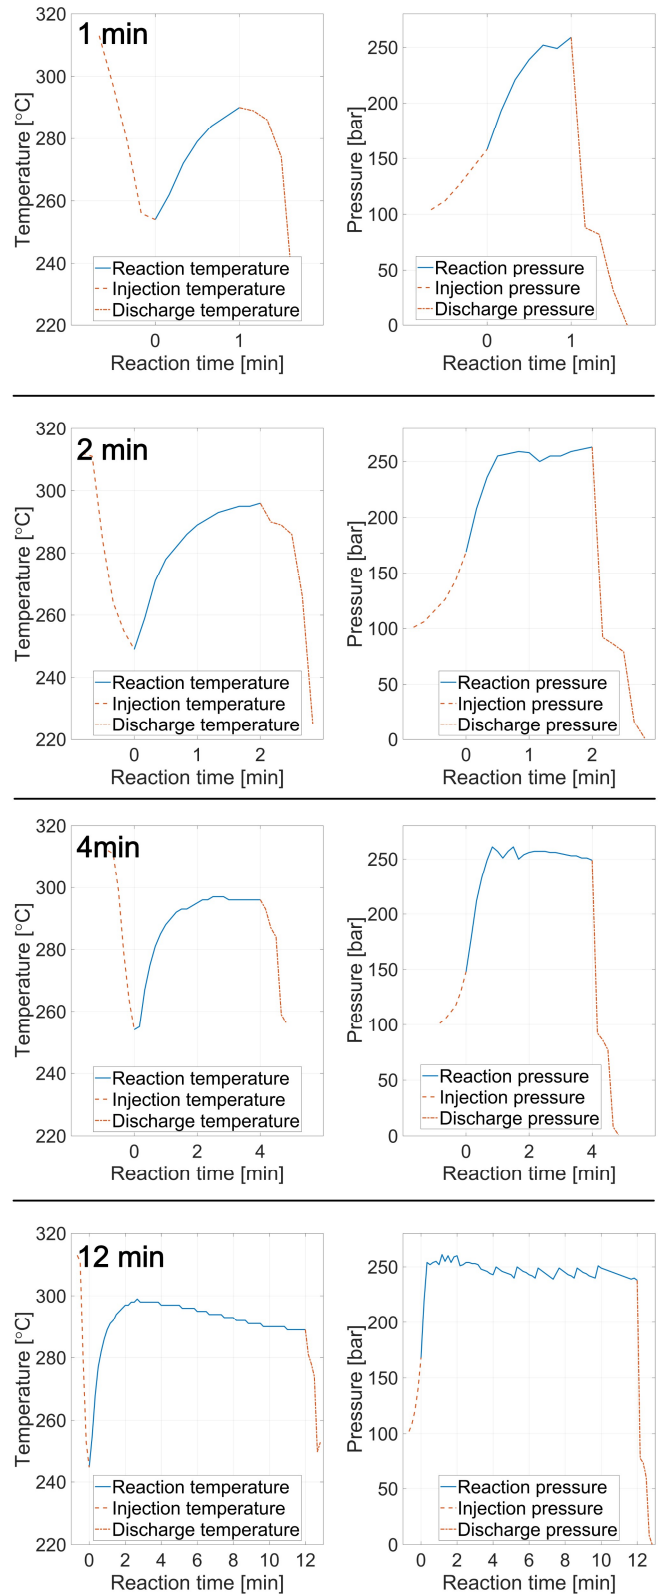 1 min
320
300
280
260
240
220
Temperature [°C]
Reaction temperature
Injection temperature
Discharge temperature
0
1
Reaction time [min]
250
200
150
100
50
0
Pressure [bar]
Reaction pressure
Injection pressure
Discharge pressure
0
1
Reaction time [min]
2 min
320
300
280
260
240
220
Temperature [°C]
Reaction temperature
Injection temperature
Discharge temperature
0
1
2
Reaction time [min]
250
200
150
100
50
0
Pressure [bar]
Reaction pressure
Injection pressure
Discharge pressure
0
2
Reaction time [min]
4min
320
300
280
260
240
220
Temperature [°C]
Reaction temperature
Injection temperature
Discharge temperature
0
2
4
Reaction time [min]
250
200
150
100
50
0
Pressure [bar]
Reaction pressure
Injection pressure
Discharge pressure
0
2
4
Reaction time [min]
12 min
320
300
280
260
240
220
Temperature [°C]
Reaction temperature
Injection temperature
Discharge temperature
0
2
4
6
8
10
12
Reaction time [min]
250
200
150
100
50
0
Pressure [bar]
Reaction pressure
Injection pressure
Discharge pressure
0
2
4
6
8
10
12
Reaction time [min]